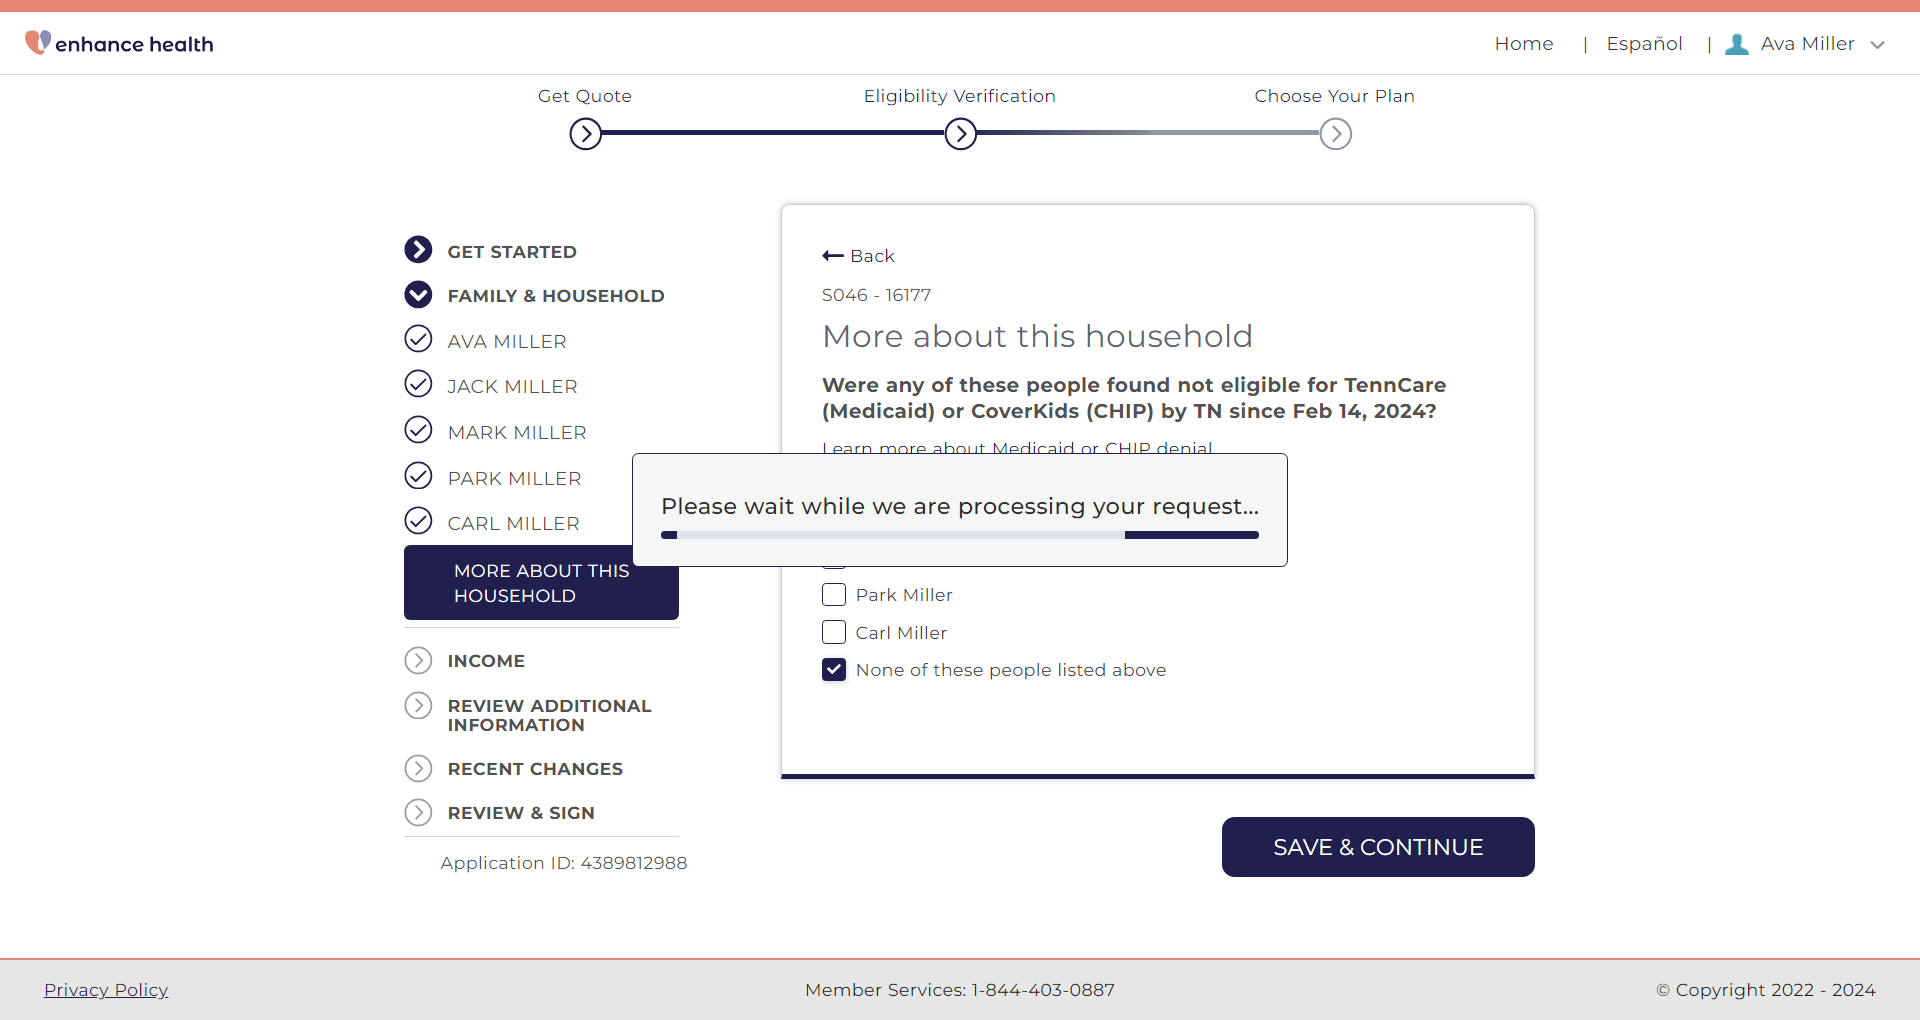 enhance health
Home | Español | Ava Miller
Get Quote
Eligibility Verification
Choose Your Plan
GET STARTED
FAMILY & HOUSEHOLD
AVA MILLER
JACK MILLER
MARK MILLER
PARK MILLER
CARL MILLER
MORE ABOUT THIS
HOUSEHOLD
INCOME
REVIEW ADDITIONAL
INFORMATION
RECENT CHANGES
REVIEW & SIGN
Application ID: 4389812988
Back
S046 - 16177
More about this household
Were any of these people found not eligible for TennCare
(Medicaid) or CoverKids (CHIP) by TN since Feb 14, 2024?
Learn more about Medicaid or CHIP denial
Please wait while we are processing your request...
Park Miller
Carl Miller
None of these people listed above
SAVE & CONTINUE
Privacy Policy
Member Services: 1-844-403-0887
© Copyright 2022 - 2024